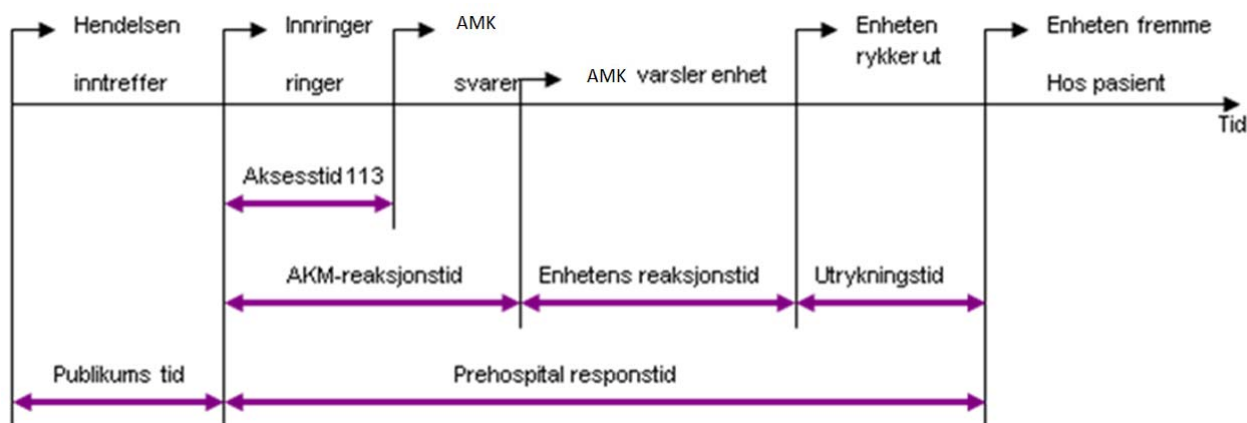 Hendelsen
inntreffer
Innringer
ringer
AMK
svarer
AMK varsler enhet
Enheten
rykker ut
Enheten fremme
Hos pasient
Tid
Aksesstid 113
AKM-reaksjonstid
Enhetens reaksjonstid
Utrykningstid
Publikums tid
Prehospital responstid